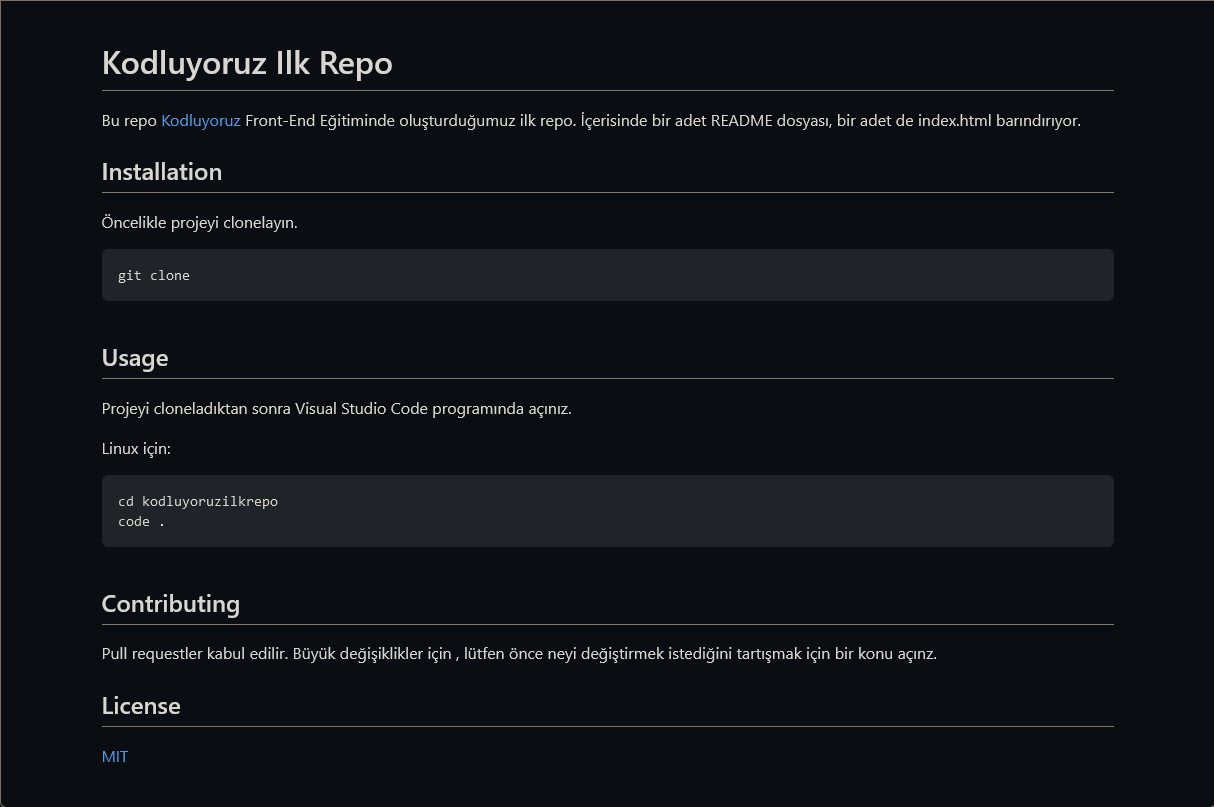 Kodluyoruz Ilk Repo
Bu repo Kodluyoruz Front-End Eğitiminde oluşturduğumuz ilk repo. İçerisinde bir adet README dosyası, bir adet de index.html barındırıyor.
Installation
Öncelikle projeyi clonelayın.
git clone
Usage
Projeyi cloneladıktan sonra Visual Studio Code programında açınız.
Linux için:
cd kodluyoruzilkrepo
code .
Contributing
Pull requestler kabul edilir. Büyük değişiklikler için , lütfen önce neyi değiştirmek istediğini tartışmak için bir konu açınz.
License
MIT